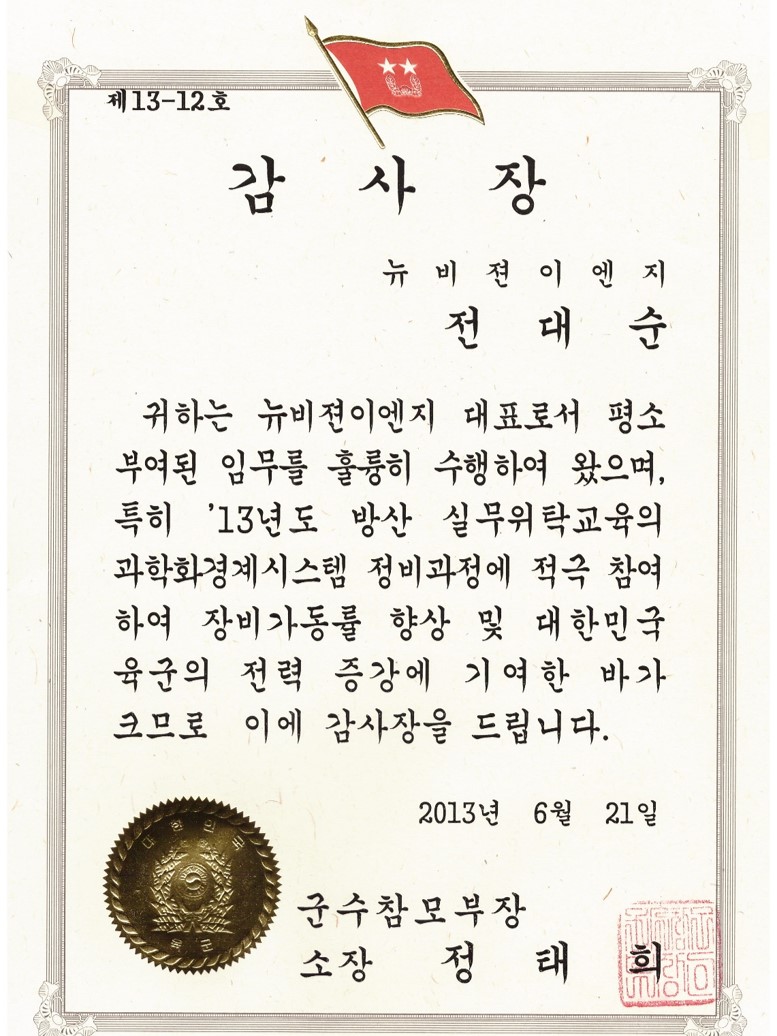 제13-12호
감 사 장
뉴 비 젼 이 엔 지
전 대 순
귀하는 뉴비젼이엔지 대표로서 평소
부여된 임무를 훌륭히 수행하여 왔으며,
특히 '13년도 방산 실무위탁교육의
과학화경계시스템 정비과정에 적극 참여
하여 장비가동률 향상 및 대한민국
육군의 전력 증강에 기여한 바가
크므로 이에 감사장을 드립니다.
2013년 6월 21일
대한민국
육군
군수참모부장
소장 정 태 희